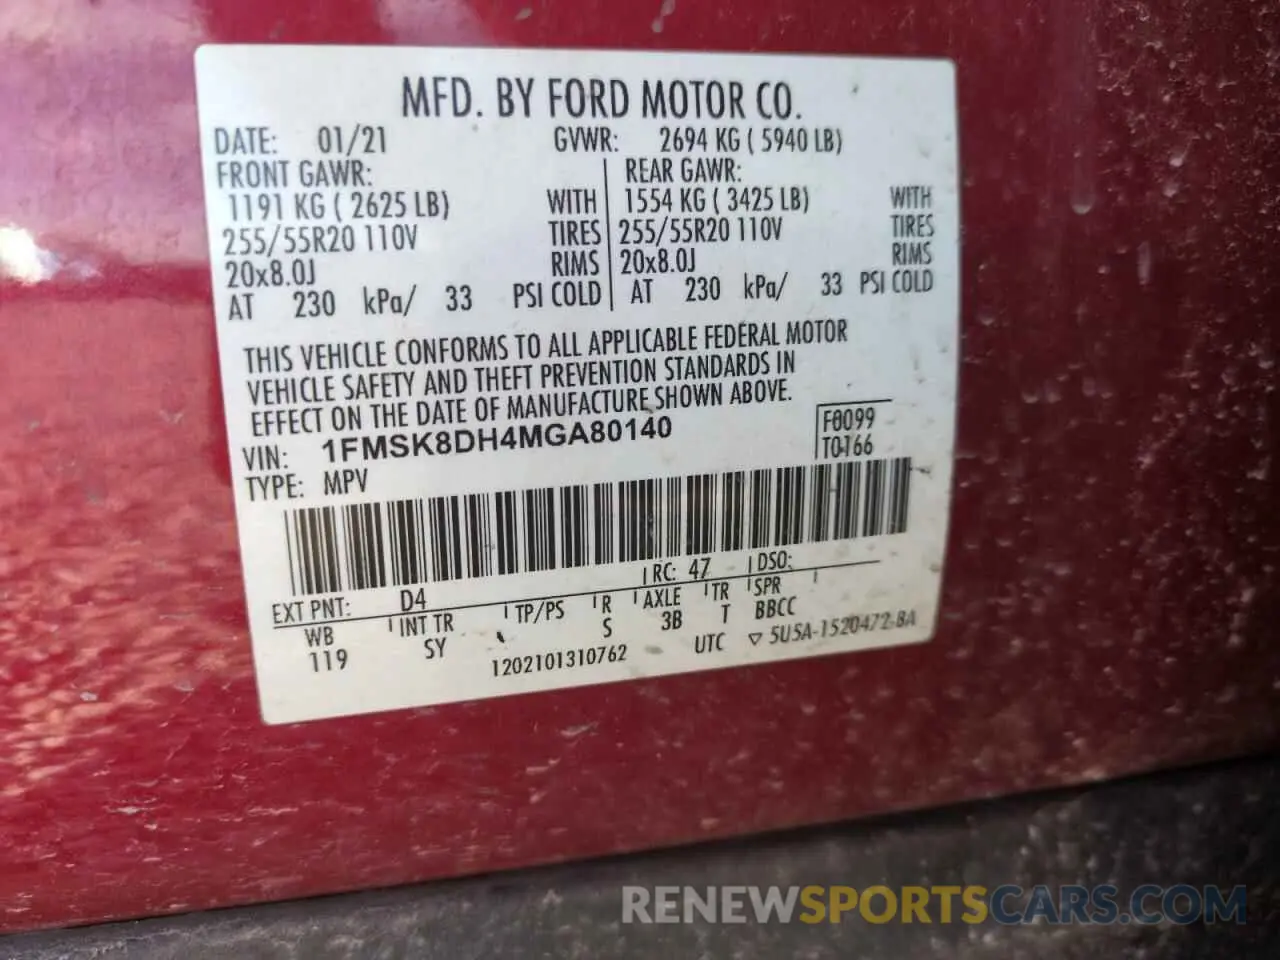 MFD. BY FORD MOTOR CO.
DATE: 01/21 GVWR: 2694 KG ( 5940 LB)
FRONT GAWR: REAR GAWR:
1191 KG ( 2625 LB) WITH 1554 KG ( 3425 LB) WITH
255/55R20 110V TIRES 255/55R20 110V TIRES
20x8.0J RIMS 20x8.0J RIMS
AT 230 kPa/ 33 PSI COLD AT 230 kPa/ 33 PSI COLD
THIS VEHICLE CONFORMS TO ALL APPLICABLE FEDERAL MOTOR
VEHICLE SAFETY AND THEFT PREVENTION STANDARDS IN
EFFECT ON THE DATE OF MANUFACTURE SHOWN ABOVE.
VIN: 1FMSK8DH4MGA80140 F0099
TYPE: MPV T0166
EXT PNT: D4 RC: 47 DSO:
WB INT TR TP/PS R AXLE TR SPR
119 SY S 3B T BBCC
1202101310762 UTC ▽ 5U5A-1520472-BA
RENEWSPORTSCARS.COM